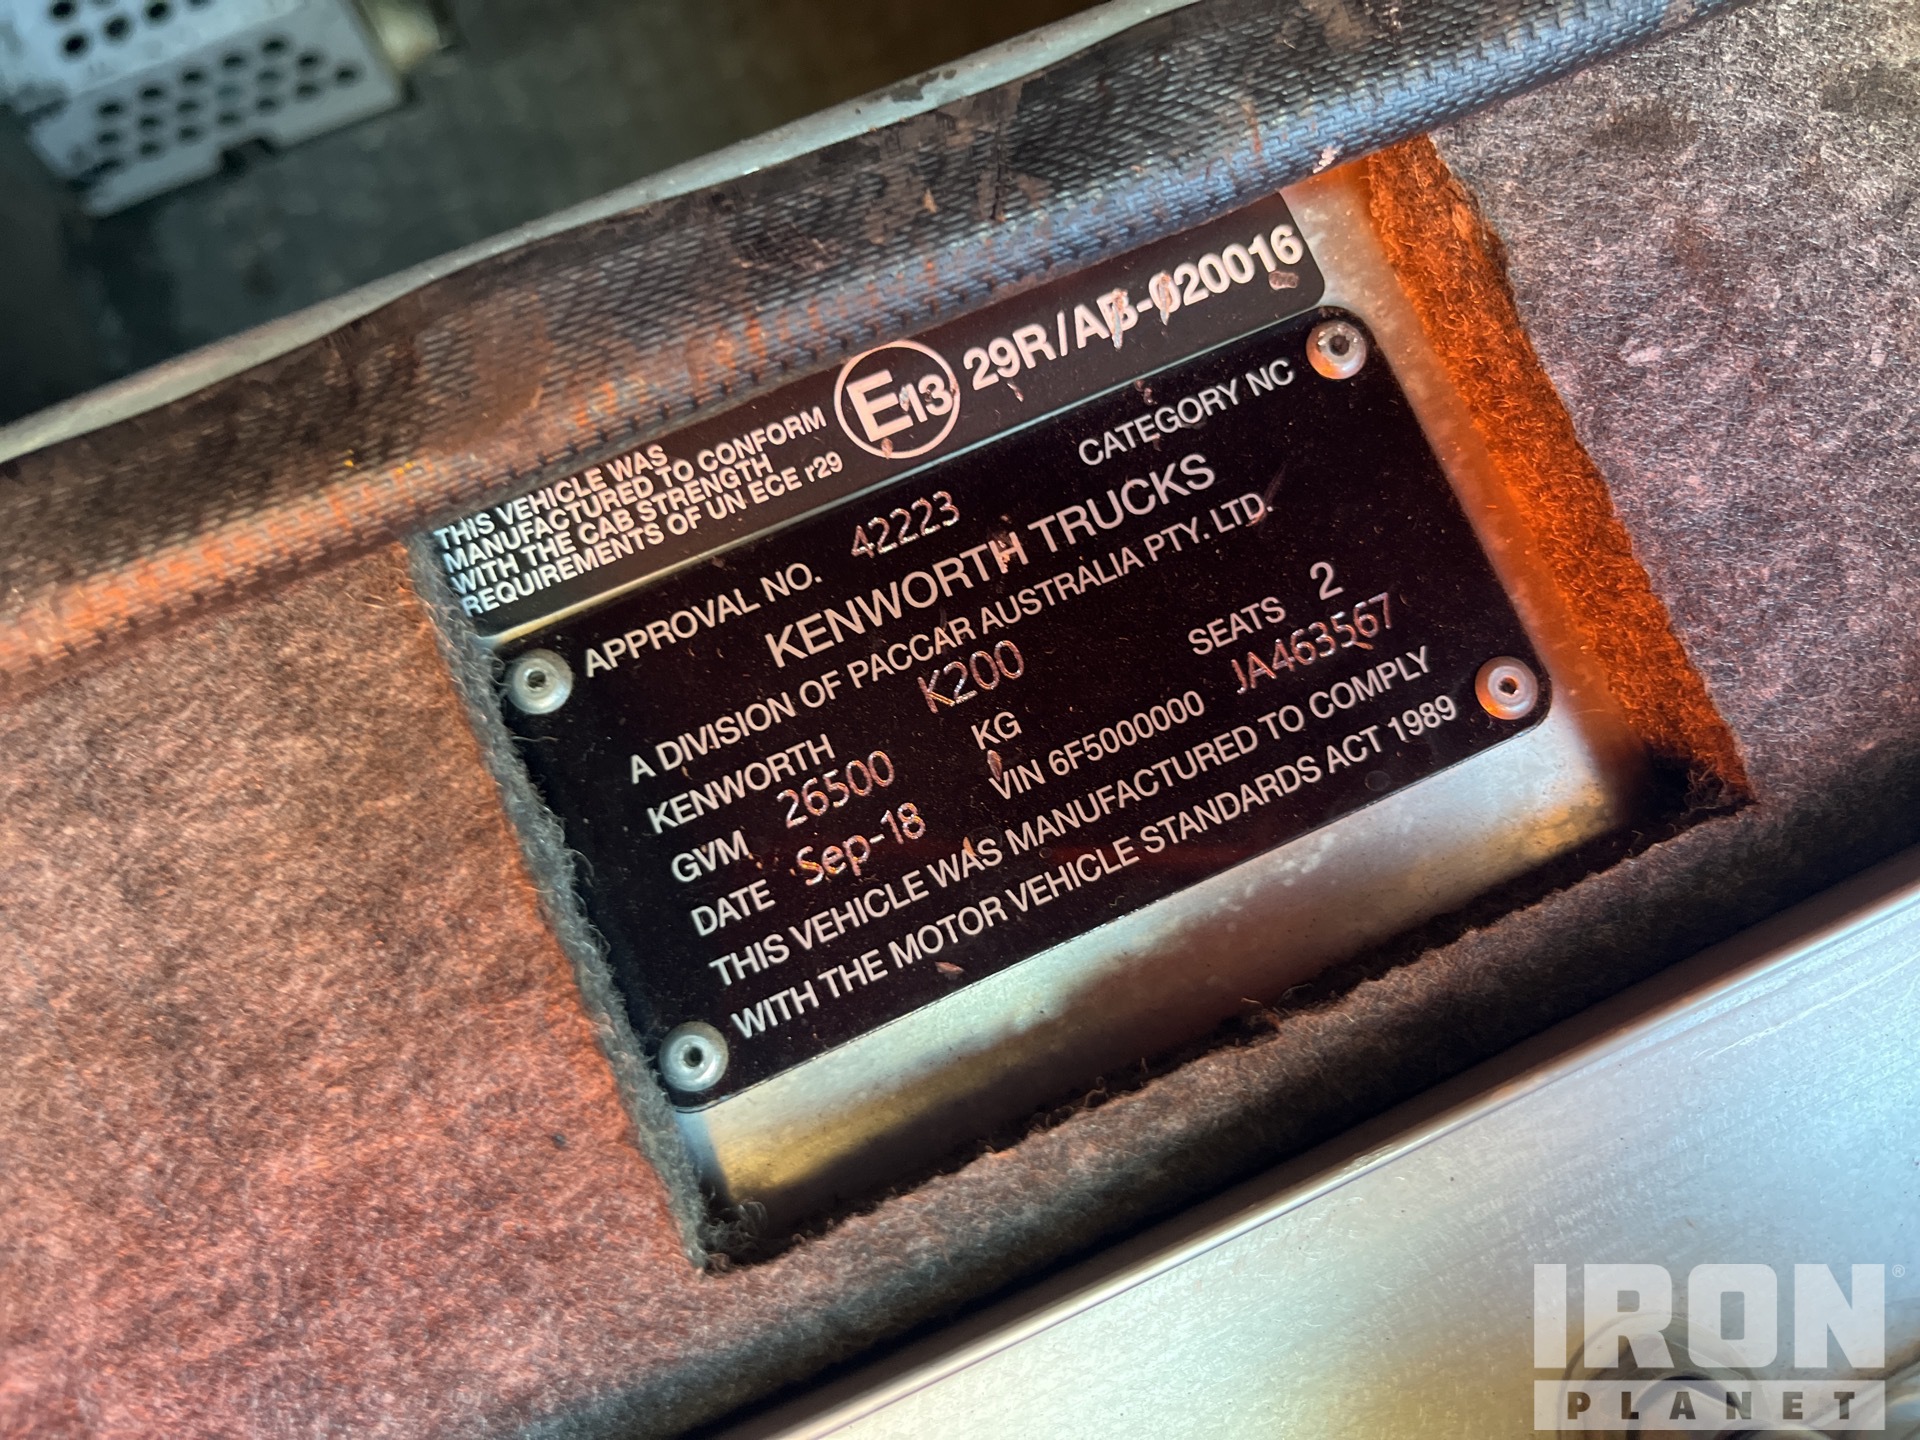 THIS VEHICLE WAS
MANUFACTURED TO CONFORM
WITH THE CAB STRENGTH
REQUIREMENTS OF UN ECE r29
E13 29R/AB-020016
APPROVAL NO. 42223 CATEGORY NC
KENWORTH TRUCKS
A DIVISION OF PACCAR AUSTRALIA PTY. LTD.
KENWORTH K200 SEATS 2
GVM 26500 KG
DATE Sep-18 VIN 6F5000000 JA463567
THIS VEHICLE WAS MANUFACTURED TO COMPLY
WITH THE MOTOR VEHICLE STANDARDS ACT 1989
IRON®
PLANET